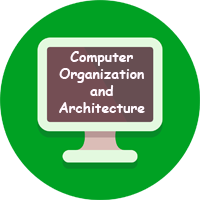 Computer
Organization
and
Architecture